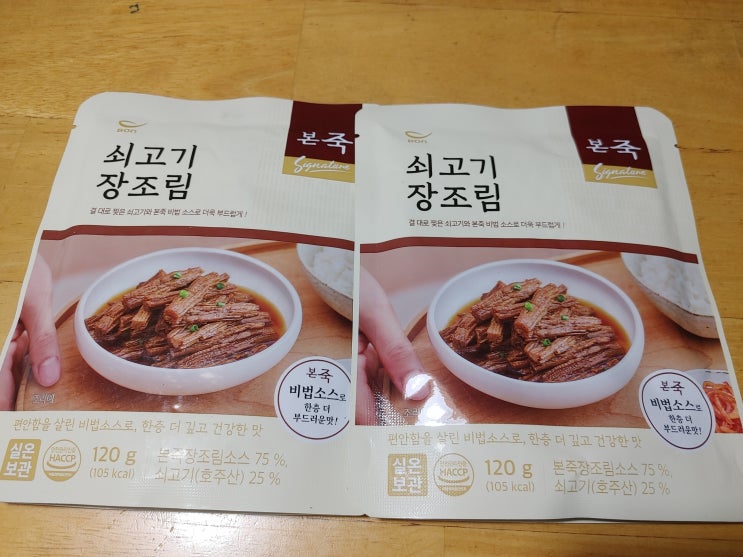 BON
본죽
Signature
쇠고기
장조림
결 대로 찢은 쇠고기와 본죽 비법 소스로 더욱 부드럽게!
조리예
본죽
비법소스로
한층 더
부드러운맛!
편안함을 살린 비법소스로, 한층 더 깊고 건강한 맛
실온
보관
HACCP
120 g
(105 kcal)
본죽장조림소스 75 %,
쇠고기(호주산) 25 %
BON
본죽
Signature
쇠고기
장조림
결 대로 찢은 쇠고기와 본죽 비법 소스로 더욱 부드럽게!
본죽
비법소스로
한층 더
부드러운맛!
편안함을 살린 비법소스로, 한층 더 깊고 건강한 맛
실온
보관
HACCP
120 g
(105 kcal)
본죽장조림소스 75 %,
쇠고기(호주산) 25 %